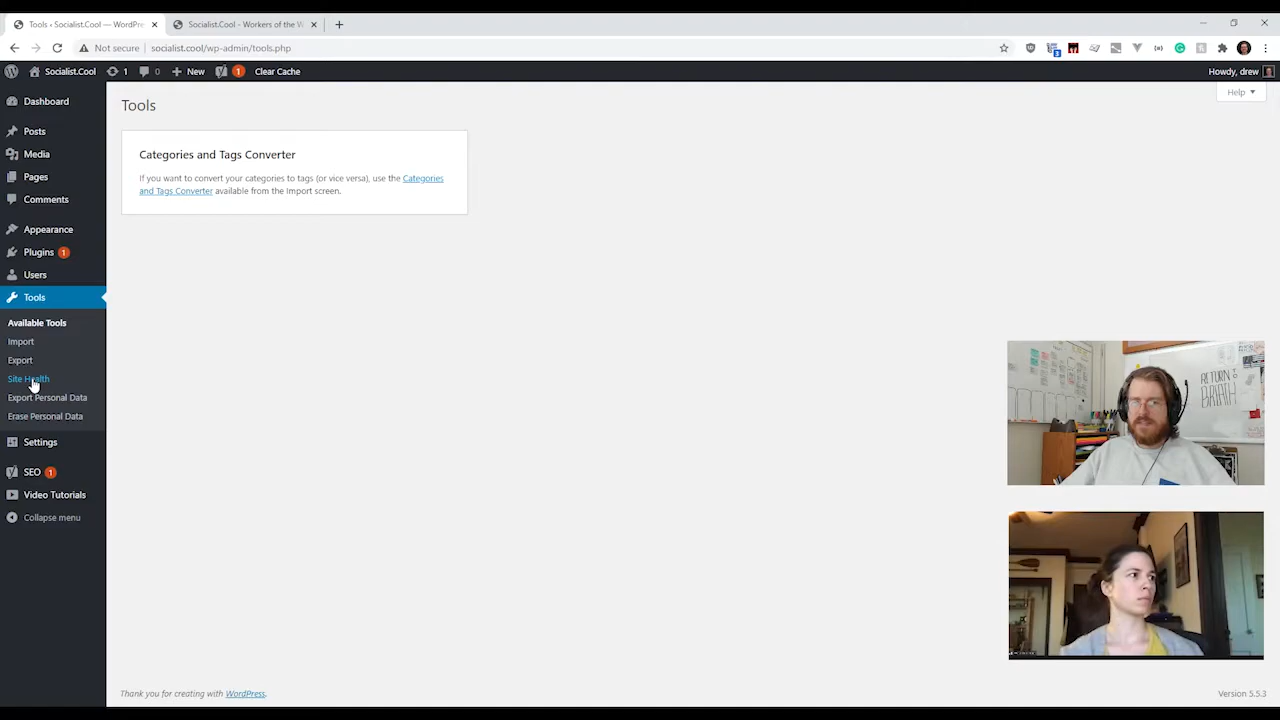 Tools ‹ Socialist.Cool — WordPre
Socialist.Cool - Workers of the W
Not secure
socialist.cool/wp-admin/tools.php
Socialist.Cool
1
0
New
1
Clear Cache
Howdy, drew
Dashboard
Posts
Media
Pages
Comments
Appearance
Plugins 1
Users
Tools
Available Tools
Import
Export
Site Health
Export Personal Data
Erase Personal Data
Settings
SEO 1
Video Tutorials
Collapse menu
Tools
Help
Categories and Tags Converter
If you want to convert your categories to tags (or vice versa), use the Categories
and Tags Converter available from the Import screen.
RETURN
TO
BREATH
Thank you for creating with WordPress.
Version 5.5.3